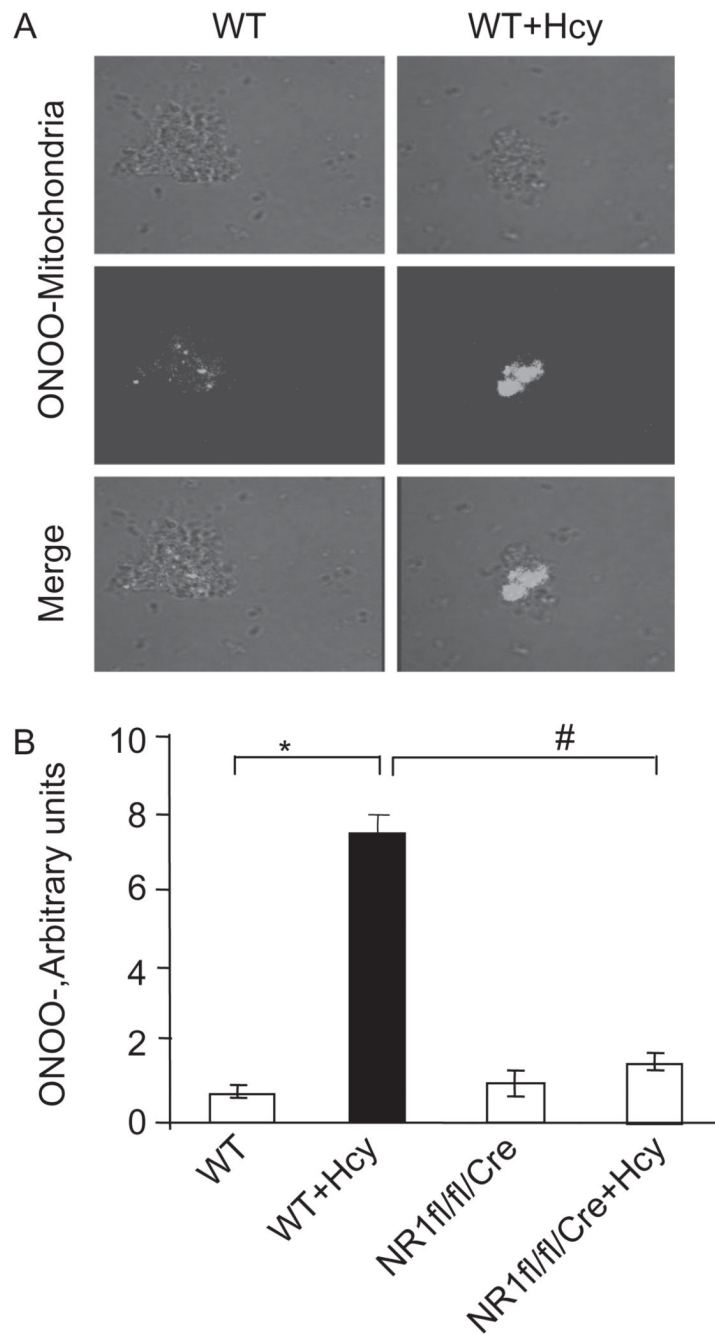 A
WT
WT+Hcy
ONOO-Mitochondria
Merge
B
ONOO-,Arbitrary units
10
8
6
4
2
0
*
#
WT
WT+Hcy
NR1fl/fl/Cre
NR1fl/fl/Cre+Hcy